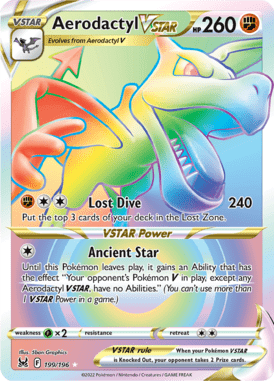 Aerodactyl VSTAR HP 260
Evolves from Aerodactyl V
Lost Dive 240
Put the top 3 cards of your deck in the Lost Zone.
VSTAR Power
Ancient Star
Until this Pokémon leaves play, it gains an Ability that has
the effect "Your opponent's Pokémon V in play, except any
Aerodactyl VSTAR, have no Abilities." (You can't use more
than 1 VSTAR Power in a game.)
weakness ×2 resistance retreat
VSTAR rule When your Pokémon VSTAR
is Knocked Out, your opponent takes 2 Prize cards.
Illus. 5ban Graphics
F 199/196
©2022 Pokémon / Nintendo / Creatures / GAME FREAK